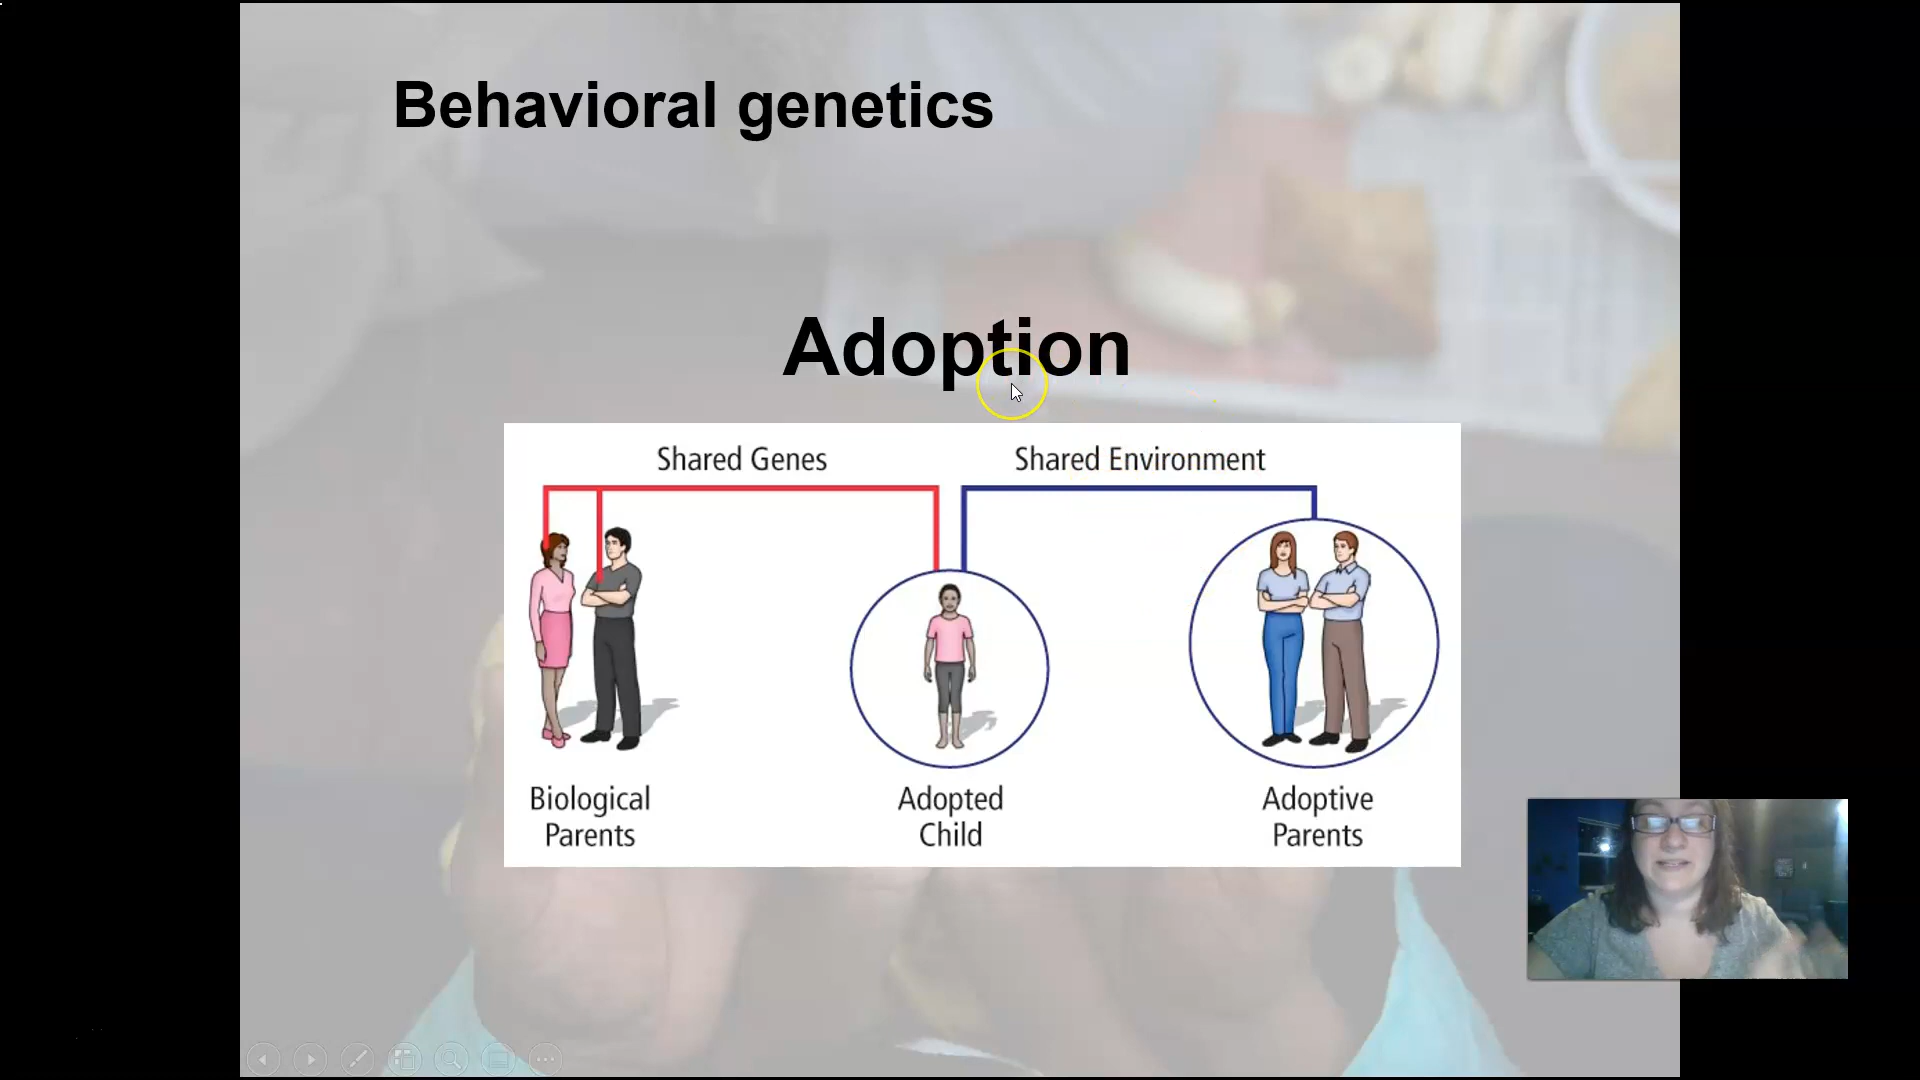 Behavioral genetics
Adoption
Shared Genes
Shared Environment
Biological
Parents
Adopted
Child
Adoptive
Parents